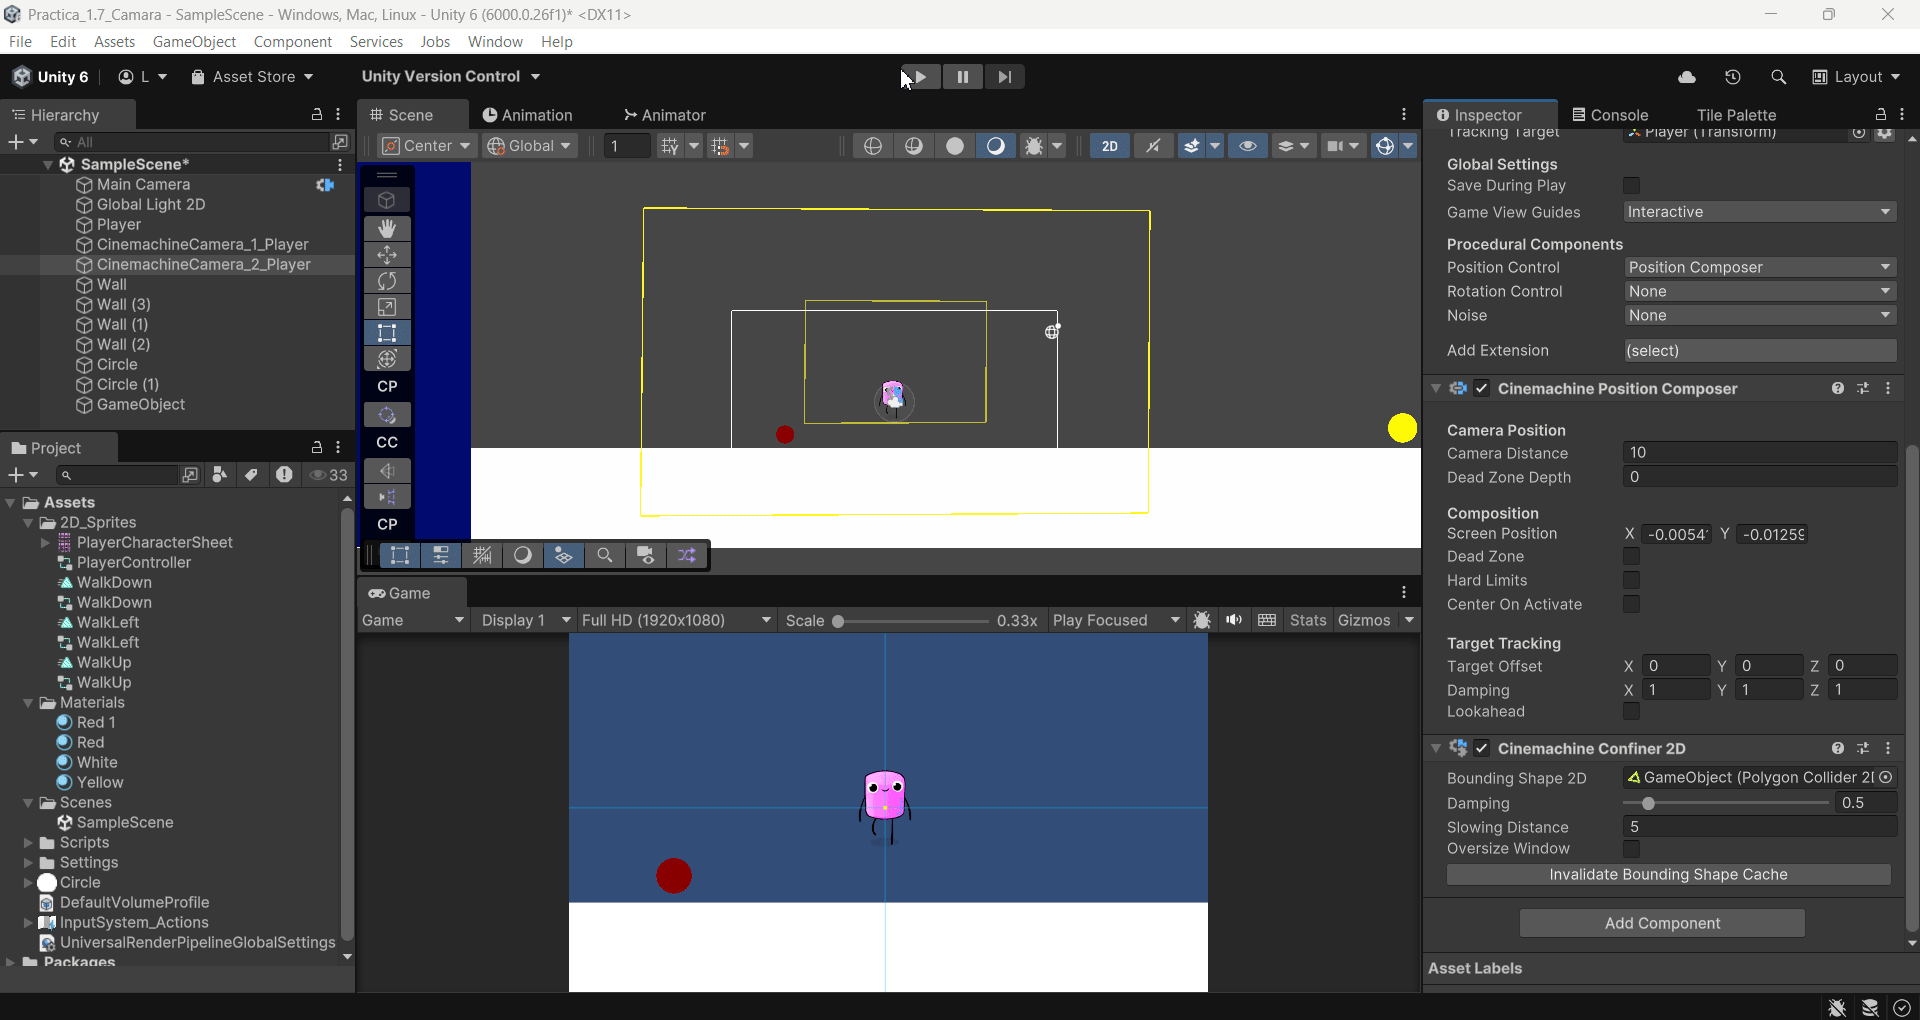 Practica_1.7_Camara - SampleScene - Windows, Mac, Linux - Unity 6 (6000.0.26f1)* <DX11>
File Edit Assets GameObject Component Services Jobs Window Help
Unity 6 L Asset Store Unity Version Control Layout
Hierarchy
All
SampleScene*
Main Camera
Global Light 2D
Player
CinemachineCamera_1_Player
CinemachineCamera_2_Player
Wall
Wall (3)
Wall (1)
Wall (2)
Circle
Circle (1)
GameObject
Project
33
Assets
2D_Sprites
PlayerCharacterSheet
PlayerController
WalkDown
WalkDown
WalkLeft
WalkLeft
WalkUp
WalkUp
Materials
Red 1
Red
White
Yellow
Scenes
SampleScene
Scripts
Settings
Circle
DefaultVolumeProfile
InputSystem_Actions
UniversalRenderPipelineGlobalSettings
Packages
Scene Animation Animator
Center Global 1 2D
CP
CC
CP
Game
Game Display 1 Full HD (1920x1080) Scale 0.33x Play Focused Stats Gizmos
Inspector Console Tile Palette
Tracking Target Player (Transform)
Global Settings
Save During Play
Game View Guides Interactive
Procedural Components
Position Control Position Composer
Rotation Control None
Noise None
Add Extension (select)
Cinemachine Position Composer
Camera Position
Camera Distance 10
Dead Zone Depth 0
Composition
Screen Position X -0.0054 Y -0.01259
Dead Zone
Hard Limits
Center On Activate
Target Tracking
Target Offset X 0 Y 0 Z 0
Damping X 1 Y 1 Z 1
Lookahead
Cinemachine Confiner 2D
Bounding Shape 2D GameObject (Polygon Collider 2
Damping 0.5
Slowing Distance 5
Oversize Window
Invalidate Bounding Shape Cache
Add Component
Asset Labels